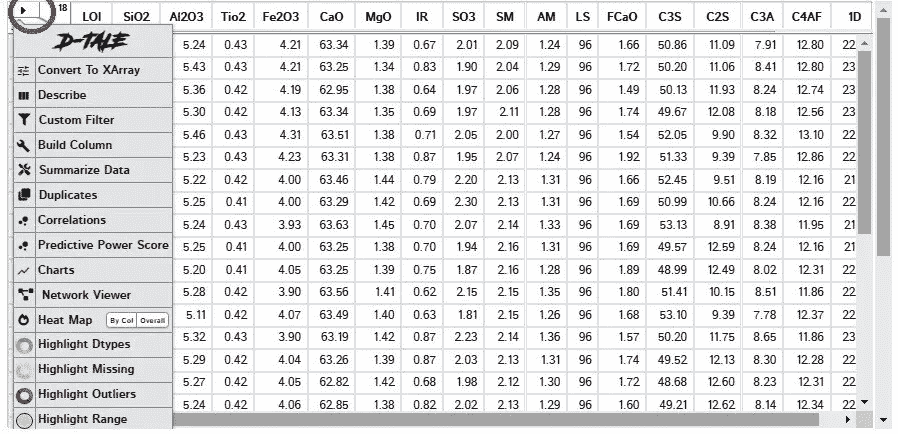 18 LOI SiO2 Al2O3 Tio2 Fe2O3 CaO MgO IR SO3 SM AM LS FCaO C3S C2S C3A C4AF 1D
D-TALE 5.24 0.43 4.21 63.34 1.39 0.67 2.01 2.09 1.24 96 1.66 50.86 11.09 7.91 12.80 22
Convert To XArray 5.43 0.43 4.21 63.25 1.34 0.83 1.90 2.04 1.29 96 1.72 50.20 11.06 8.41 12.80 23
Describe 5.36 0.42 4.19 62.95 1.38 0.64 1.97 2.06 1.28 96 1.49 50.13 11.93 8.24 12.74 23
Custom Filter 5.30 0.42 4.13 63.34 1.35 0.69 1.97 2.11 1.28 96 1.74 49.67 12.08 8.18 12.56 23
Build Column 5.46 0.43 4.31 63.51 1.38 0.71 2.05 2.00 1.27 96 1.54 52.05 9.90 8.32 13.10 22
Summarize Data 5.23 0.43 4.23 63.31 1.38 0.87 1.95 2.07 1.24 96 1.92 51.33 9.39 7.85 12.86 22
Duplicates 5.22 0.42 4.00 63.46 1.44 0.79 2.20 2.13 1.31 96 1.66 52.45 9.51 8.19 12.16 21
Correlations 5.25 0.41 4.00 63.29 1.42 0.69 2.30 2.13 1.31 96 1.69 50.99 10.66 8.24 12.16 22
Predictive Power Score 5.24 0.43 3.93 63.63 1.45 0.70 2.07 2.14 1.33 96 1.69 53.13 8.91 8.38 11.95 21
5.25 0.41 4.00 63.25 1.38 0.70 1.94 2.16 1.31 96 1.69 49.57 12.59 8.24 12.16 21
Charts 5.20 0.41 4.05 63.25 1.39 0.75 1.87 2.16 1.28 96 1.89 48.99 12.49 8.02 12.31 22
Network Viewer 5.28 0.42 3.90 63.56 1.41 0.62 2.15 2.15 1.35 96 1.80 51.41 10.15 8.51 11.86 22
Heat Map By Col Overall 5.11 0.42 4.07 63.49 1.40 0.63 1.81 2.15 1.26 96 1.68 53.10 9.39 7.78 12.37 22
Highlight Dtypes 5.32 0.43 3.90 63.19 1.42 0.87 2.23 2.14 1.36 96 1.57 50.20 11.75 8.65 11.86 23
Highlight Missing 5.29 0.42 4.04 63.26 1.39 0.87 2.03 2.13 1.31 96 1.74 49.52 12.13 8.30 12.28 22
Highlight Outliers 5.27 0.42 4.05 62.82 1.42 0.68 1.98 2.12 1.30 96 1.72 48.68 12.60 8.23 12.31 22
Highlight Range 5.24 0.42 4.06 62.85 1.38 0.82 2.02 2.13 1.29 96 1.60 49.21 12.62 8.14 12.34 22